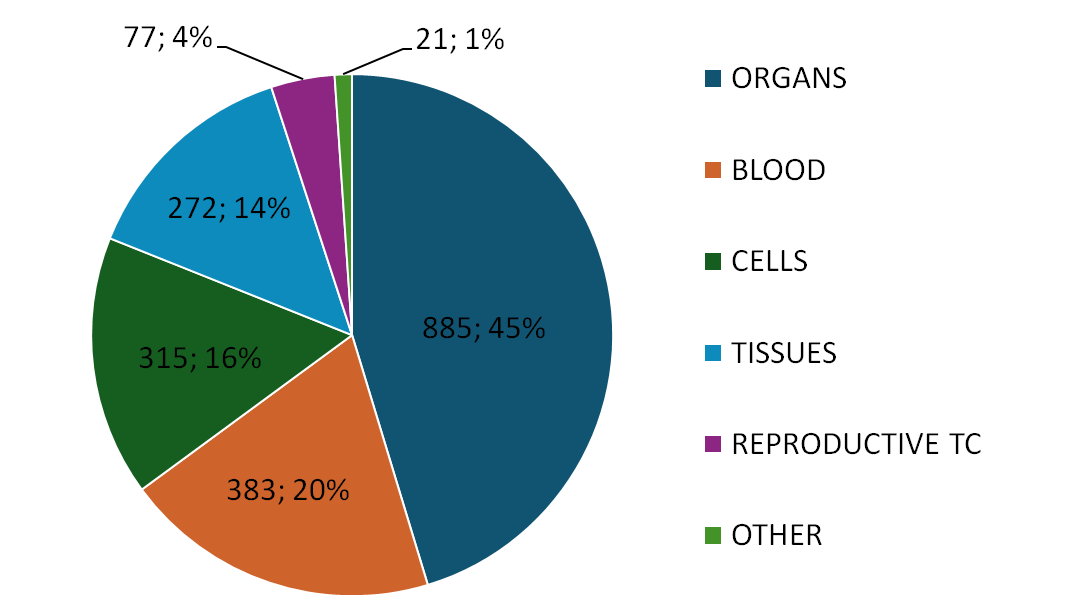 77; 4%
21; 1%
272; 14%
885; 45%
315; 16%
383; 20%
ORGANS
BLOOD
CELLS
TISSUES
REPRODUCTIVE TC
OTHER